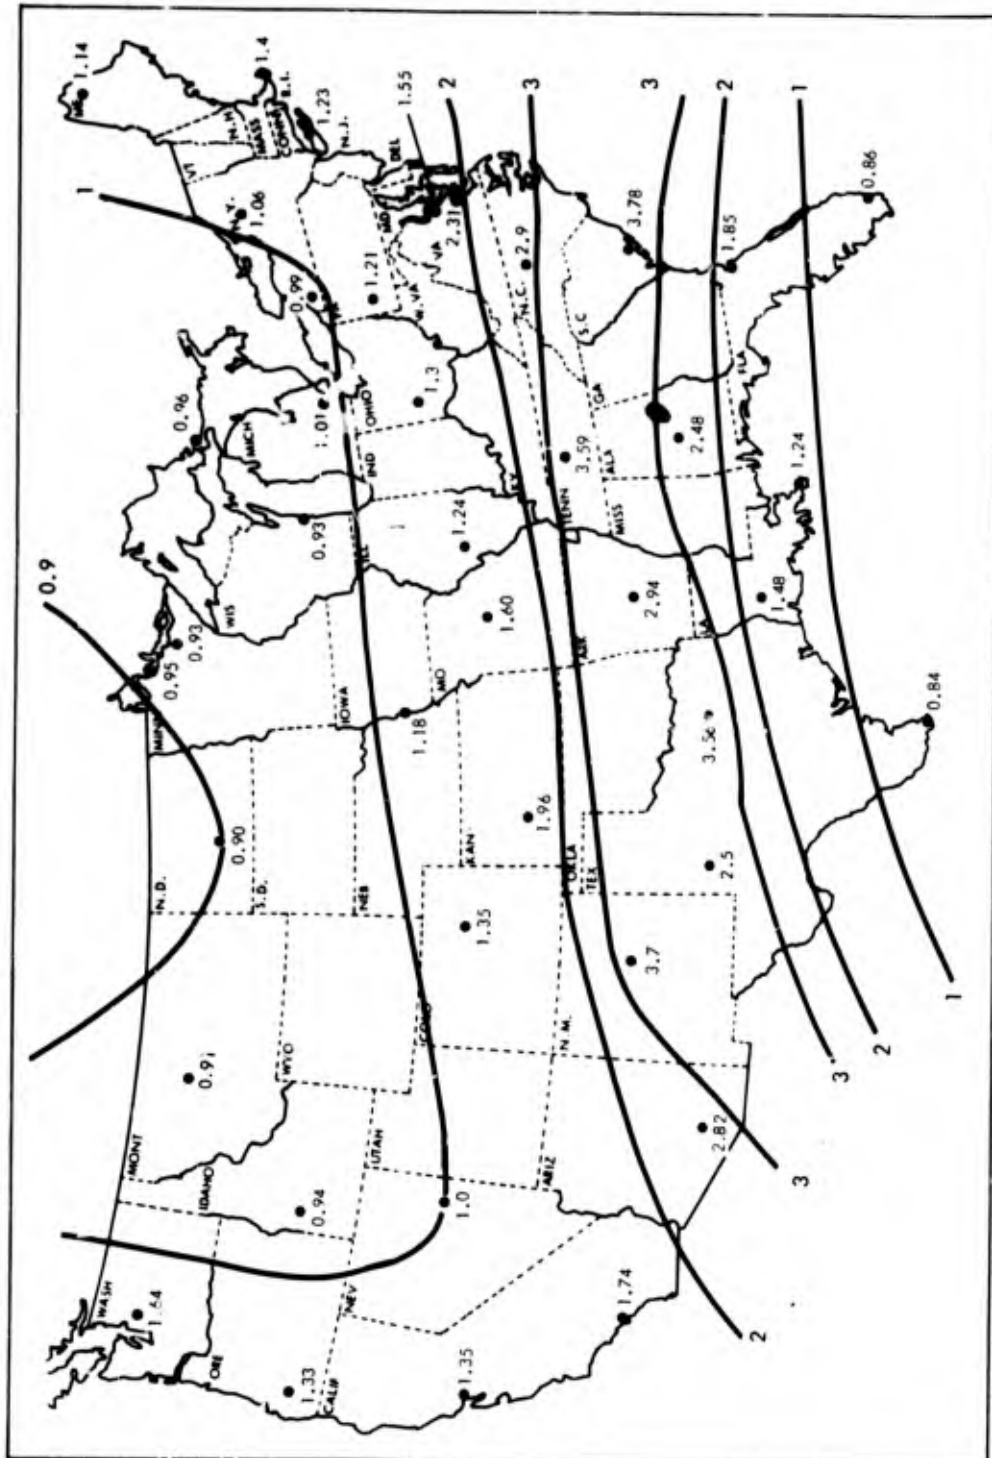 0.9
1
1.14
ME
1.4
R.I.
N.H
MASS
CONN
VT
1.23
N.J.
N.Y.
1.06
0.99
PA
1.21
MD
DEL
1.55
2
3
W.VA
VA
2.31
N.C.
2.9
S.C
3.78
3
2
1
1.85
0.86
FLA
GA
2.48
ALA
3.59
TENN
MISS
1.24
KY
OHIO
1.3
IND
MICH
1.01
0.96
0.93
ILL
1.24
WIS
0.93
0.95
MINN
IOWA
MO
1.60
ARK
2.94
LA
1.48
0.84
1.18
N.D.
0.90
S.D.
NEB
KAN
1.96
OKLA
TEX
2.5
1.35
COLO
N.M.
3.7
WYO
MONT
IDAHO
0.94
UTAH
1.0
ARIZ
2.82
3
2
1
3
2
WASH
1.64
ORE
1.33
CALIF
NEV
1.35
1.74